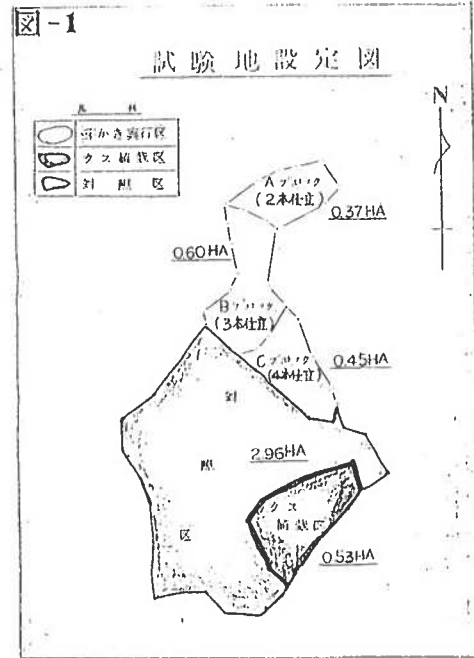 図-1
試験地設定図
N
凡例
芽かき実行区
クス植栽区
対照区
Aブロック
(2本仕立)
0.37HA
0.60HA
Bブロック
(3本仕立)
Cブロック
(4本仕立)
0.45HA
対
照
区
2.96HA
クス
植栽区
0.53HA